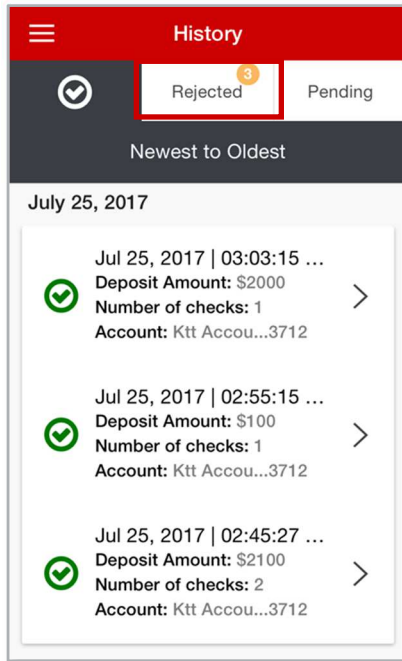 History
3
Rejected
Pending
Newest to Oldest
July 25, 2017
Jul 25, 2017 | 03:03:15 ...
Deposit Amount: $2000
Number of checks: 1
Account: Ktt Accou...3712
Jul 25, 2017 | 02:55:15 ...
Deposit Amount: $100
Number of checks: 1
Account: Ktt Accou...3712
Jul 25, 2017 | 02:45:27 ...
Deposit Amount: $2100
Number of checks: 2
Account: Ktt Accou...3712